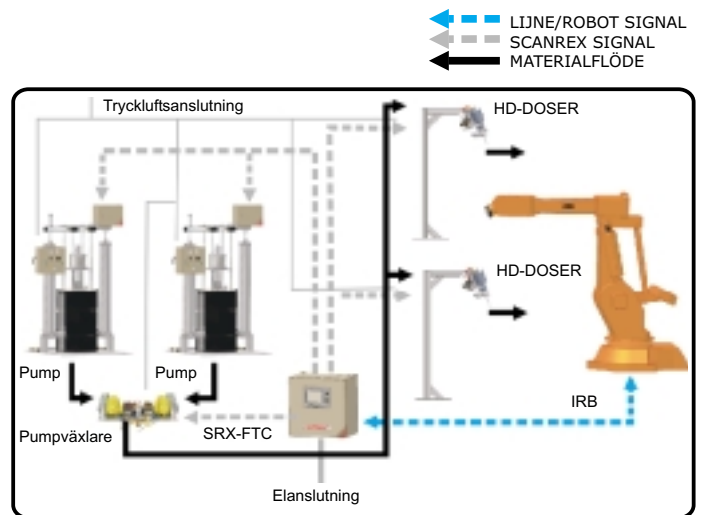 LIJNE/ROBOT SIGNAL
SCANREX SIGNAL
MATERIALFLÖDE
Tryckluftsanslutning
HD-DOSER
HD-DOSER
Pump
Pump
IRB
Pumpväxlare
SRX-FTC
Elanslutning